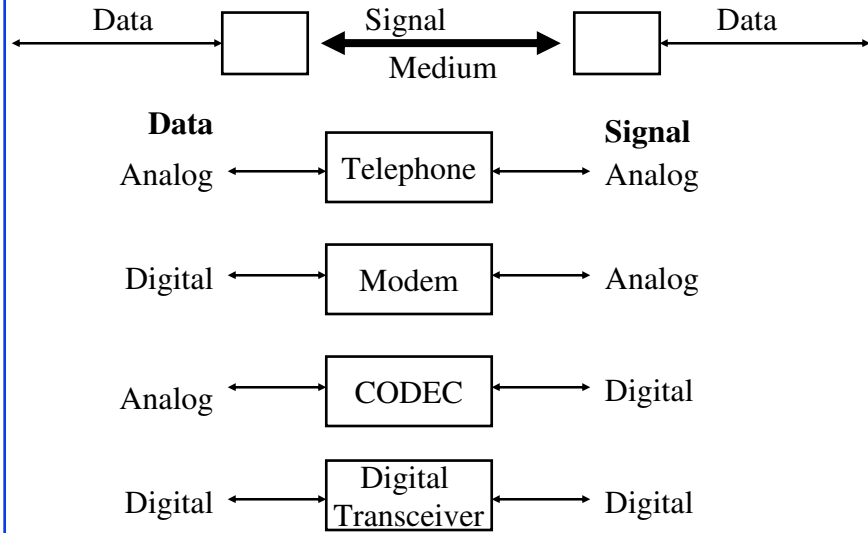 Data Signal Data
Medium
Data Signal
Analog Telephone Analog
Digital Modem Analog
Analog CODEC Digital
Digital Digital Transceiver Digital